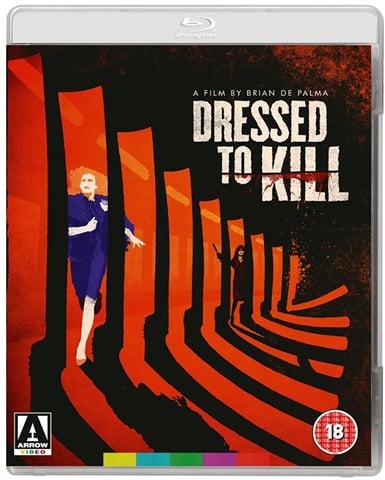 Blu-ray Disc
A FILM BY BRIAN DE PALMA
DRESSED
TO KILL
ARROW
VIDEO
18